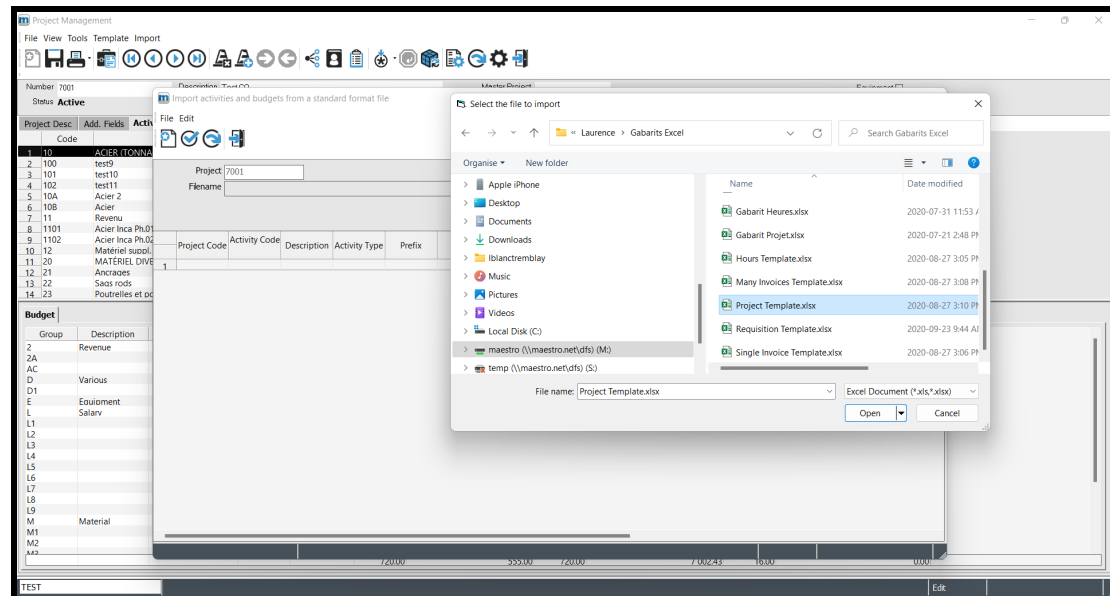 Project Management
File View Tools Template Import
Number 7001
Status Active
Project Desc Add. Fields
Code
1 10 ACIER (TONNA
2 100 test9
3 101 test10
4 102 test11
5 10A Acier 2
6 10B Acier
7 11 Revenu
8 1101 Acier Inca Ph.01
9 1102 Acier Inca Ph.02
10 12 Matériel suppl.
11 20 MATÉRIEL DIVE
12 21 Ancrages
13 22 Sags rods
14 23
Budget
Group Description
2 Revenue
2A
AC
D Various
D1
E Equipment
L Salary
L1
L2
L3
L4
L5
L6
L7
L8
L9
M Material
M1
M2
720.00 555.00 720.00 7 002.43 16.00 0.00
TEST
Edit
Import activities and budgets from a standard format file
File Edit
Project 7001
Filename
Project Code Activity Code Description Activity Type Prefix
1
Select the file to import
« Laurence > Gabarits Excel
Search Gabarits Excel
Organise New folder
Apple iPhone
Desktop
Documents
Downloads
lblanctremblay
Music
Pictures
Videos
Local Disk (C:)
maestro (\\maestro.net\dfs) (M:)
temp (\\maestro.net\dfs) (S:)
Name Date modified
Gabarit Heures.xlsx 2020-07-31 11:53
Gabarit Projet.xlsx 2020-07-21 2:48
Hours Template.xlsx 2020-08-27 3:05
Many Invoices Template.xlsx 2020-08-27 3:08
Project Template.xlsx 2020-08-27 3:10
Requisition Template.xlsx 2020-09-23 9:44
Single Invoice Template.xlsx 2020-08-27 3:06
File name: Project Template.xlsx
Excel Document (*.xls,*.xlsx)
Open Cancel